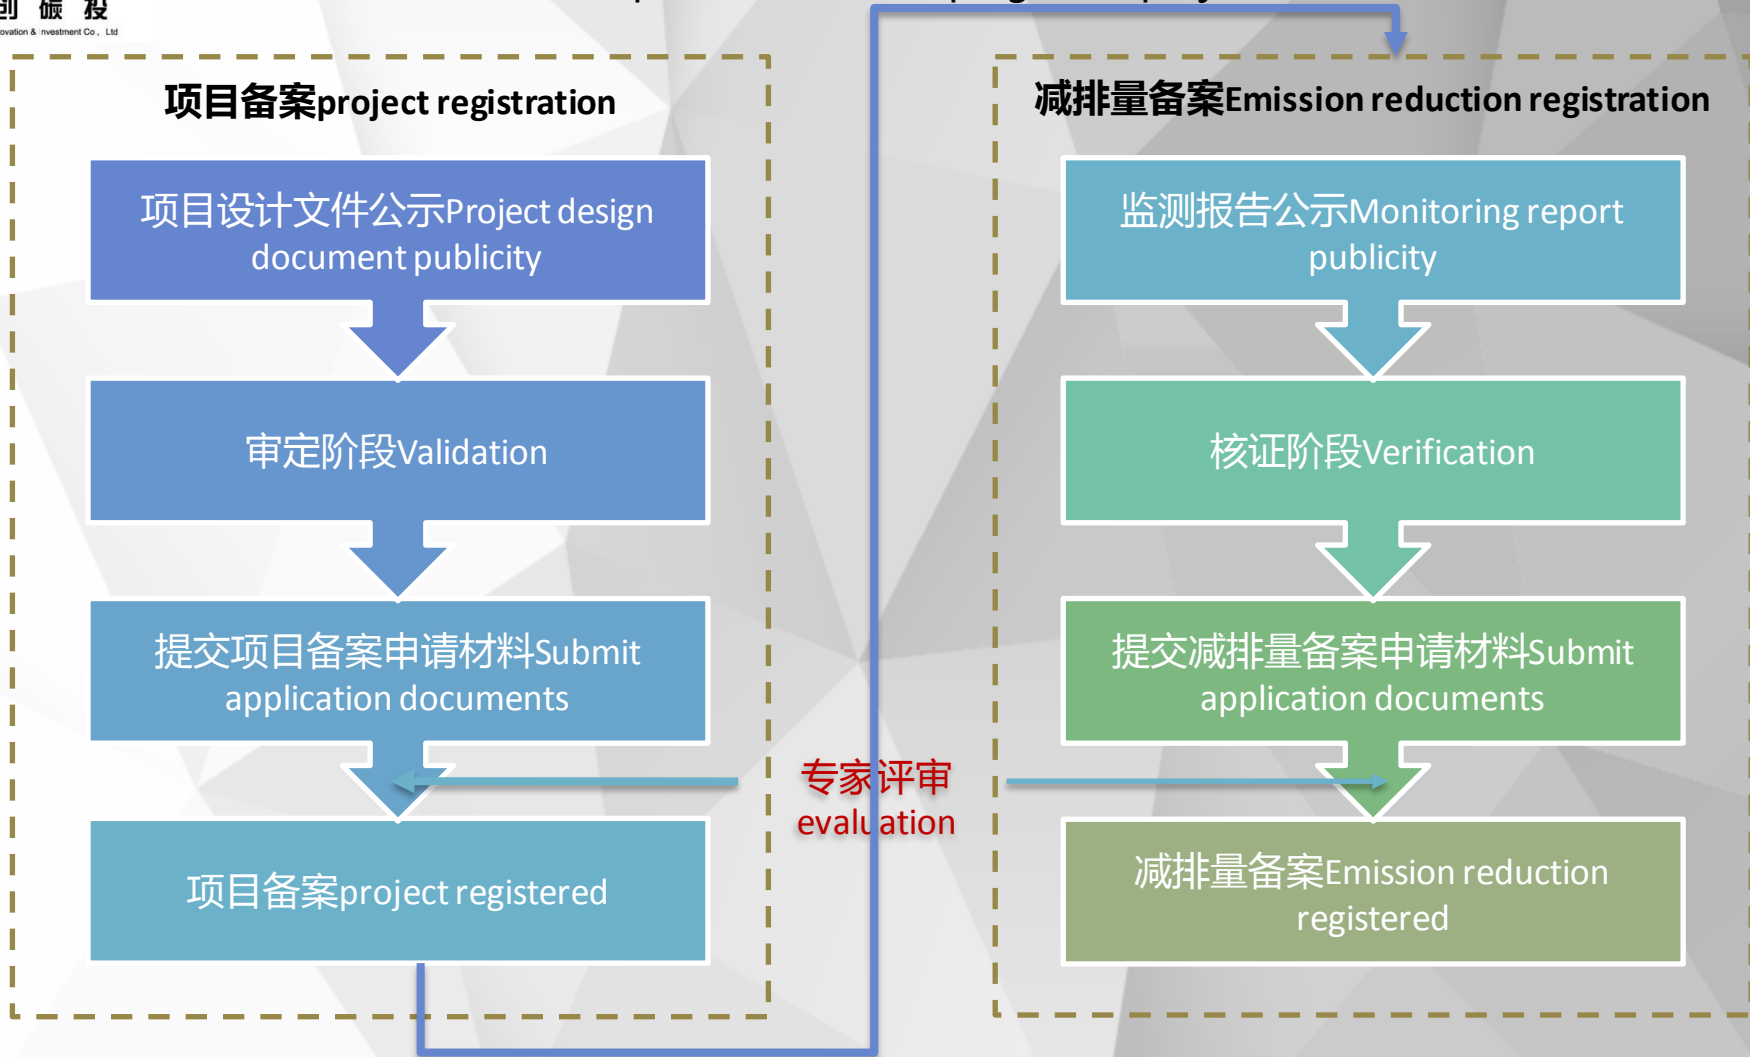 碳 投
项目备案project registration
项目设计文件公示Project design
document publicity
审定阶段Validation
提交项目备案申请材料Submit
application documents
项目备案project registered
专家评审
evaluation
减排量备案Emission reduction registration
监测报告公示Monitoring report
publicity
核证阶段Verification
提交减排量备案申请材料Submit
application documents
减排量备案Emission reduction
registered